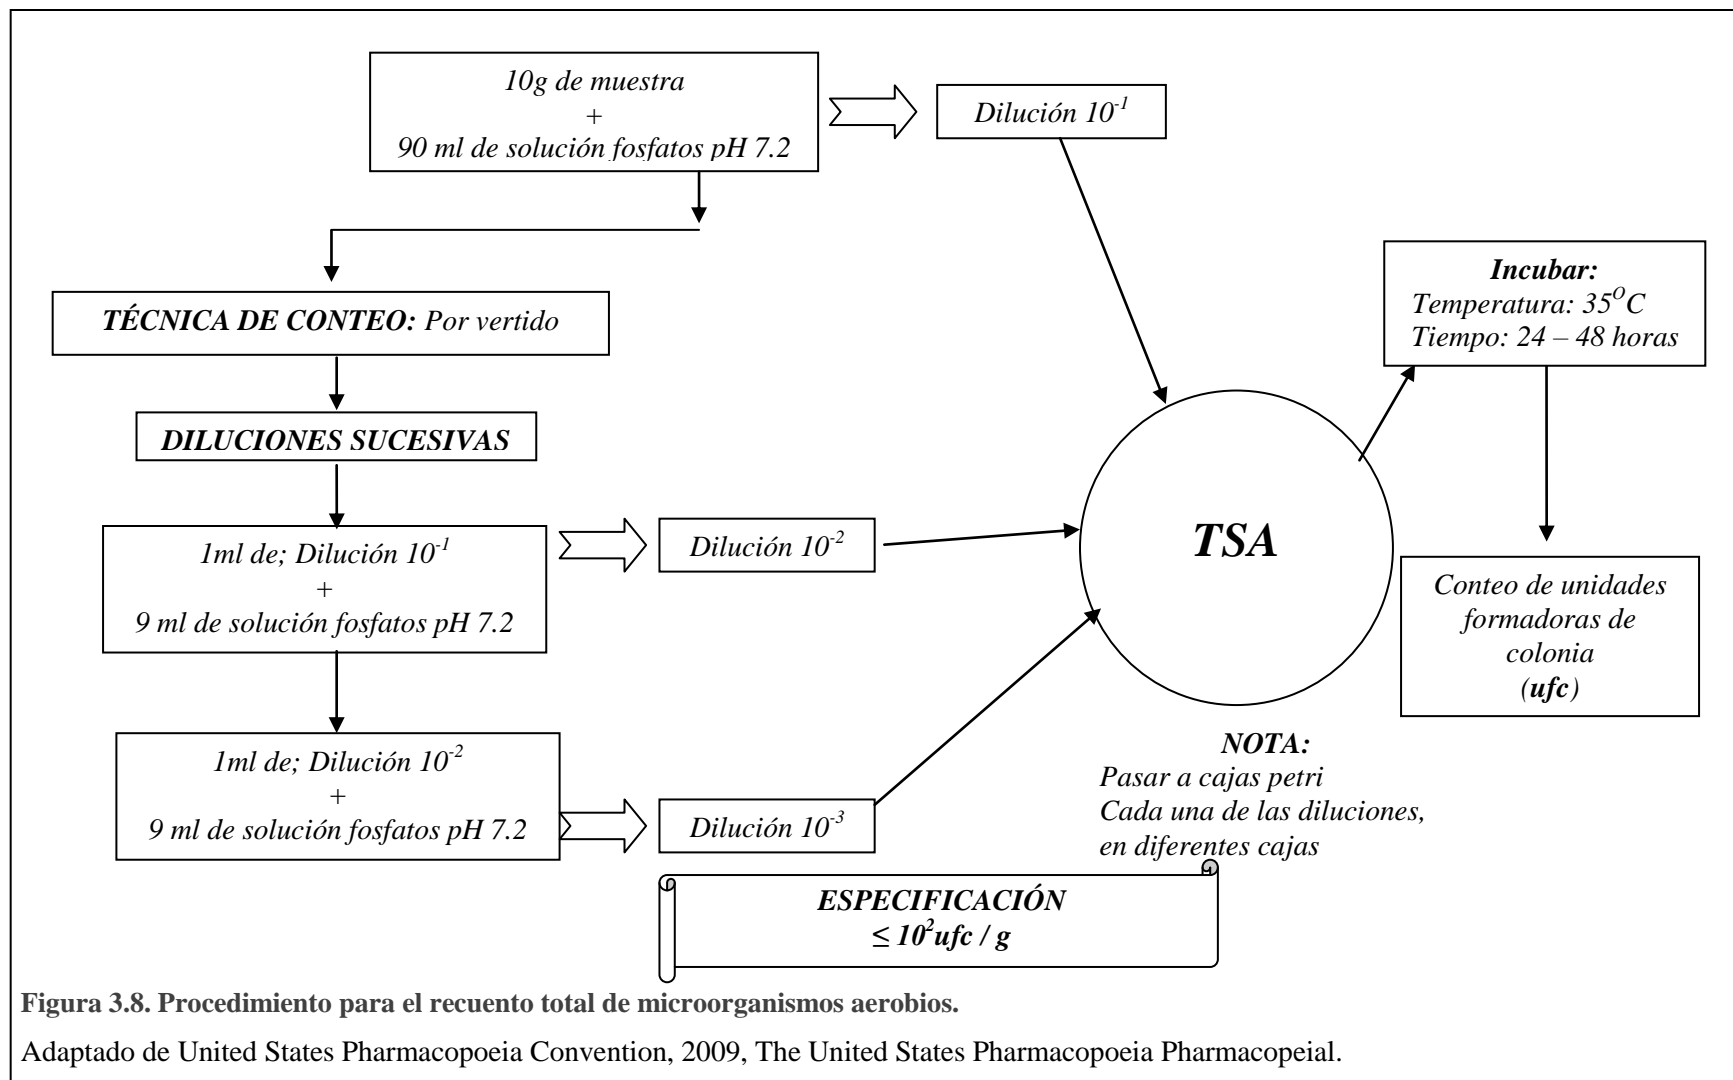 10g de muestra
+
90 ml de solución fosfatos pH 7.2
Dilución 10⁻¹
TÉCNICA DE CONTEO: Por vertido
DILUCIONES SUCESIVAS
1ml de; Dilución 10⁻¹
+
9 ml de solución fosfatos pH 7.2
Dilución 10⁻²
1ml de; Dilución 10⁻²
+
9 ml de solución fosfatos pH 7.2
Dilución 10⁻³
TSA
Incubar:
Temperatura: 35°C
Tiempo: 24 – 48 horas
Conteo de unidades
formadoras de
colonia
(ufc)
NOTA:
Pasar a cajas petri
Cada una de las diluciones,
en diferentes cajas
ESPECIFICACIÓN
≤ 10²ufc / g
Figura 3.8. Procedimiento para el recuento total de microorganismos aerobios.
Adaptado de United States Pharmacopoeia Convention, 2009, The United States Pharmacopoeia Pharmacopeial.